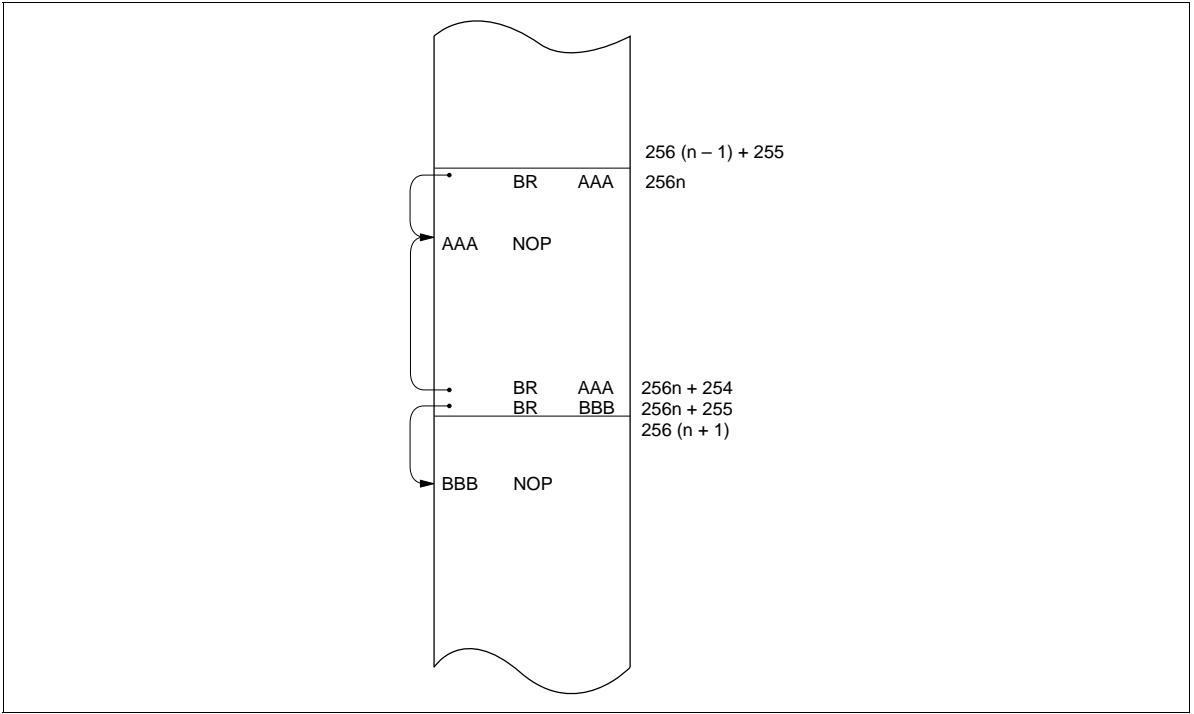 256 (n – 1) + 255
BR AAA 256n
AAA NOP
BR AAA 256n + 254
BR BBB 256n + 255
256 (n + 1)
BBB NOP